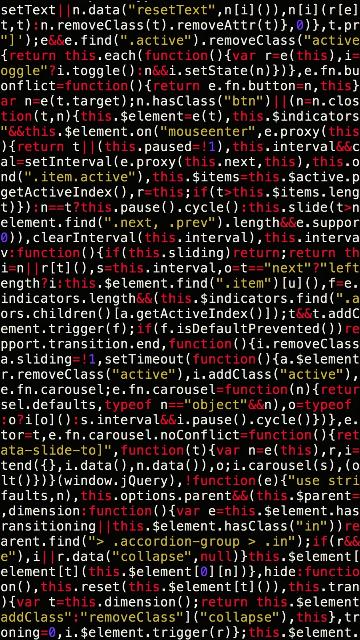 setText||n.data("resetText",n[i]()),n[i](r[e]
t,t):n.removeClass(t).removeAttr(t)},0)},t.pr
"]');e&&e.find(".active").removeClass("active
{return this.each(function(){var r=e(this),i=
oggle"?i.toggle():n&&i.setState(n)})},e.fn.bu
onflict=function(){return e.fn.button=n,this}
ar n=e(t.target);n.hasClass("btn")||(n=n.clos
tion(t,n){this.$element=e(t),this.$indicators
"&&this.$element.on("mouseenter",e.proxy(this
){return t||(this.paused=!1),this.interval&&c
al=setInterval(e.proxy(this.next,this),this.o
nd(".item.active"),this.$items=this.$active.p
getActiveIndex(),r=this;if(t>this.$items.leng
t)}):n==t?this.pause().cycle():this.slide(t>n
element.find(".next, .prev").length&&e.suppor
0)),clearInterval(this.interval),this.interva
v:function(){if(this.sliding)return;return th
i=n||r[t](),s=this.interval,o=t=="next"?"left
ength?i:this.$element.find(".item")[u](),f=e.
indicators.length&&(this.$indicators.find(".a
ors.children()[a.getActiveIndex()]);t&&t.addC
ement.trigger(f);if(f.isDefaultPrevented())re
pport.transition.end,function(){i.removeClass
a.sliding=!1,setTimeout(function(){a.$element
r.removeClass("active"),i.addClass("active"),
e.fn.carousel;e.fn.carousel=function(n){retur
sel.defaults,typeof n=="object"&&n),o=typeof
:o?i[o]():s.interval&&i.pause().cycle()})},e.
tor=t,e.fn.carousel.noConflict=function(){ret
ata-slide-to]",function(t){var n=e(this),r,i=
tend({},i.data(),n.data()),o;i.carousel(s),(o
lt()})}(window.jQuery),!function(e){"use stri
faults,n),this.options.parent&&(this.$parent=
,dimension:function(){var e=this.$element.has
ransitioning||this.$element.hasClass("in"))re
arent.find("> .accordion-group > .in");if(r&&
e"),i||r.data("collapse",null)}this.$element[
element[t](this.$element[0][n])},hide:functio
on(),this.reset(this.$element[t]()),this.tran
){var t=this.dimension();return this.$element
addClass":"removeClass"]("collapse"),this},tr
oning=0,i.$element.trigger(r)};this.$element